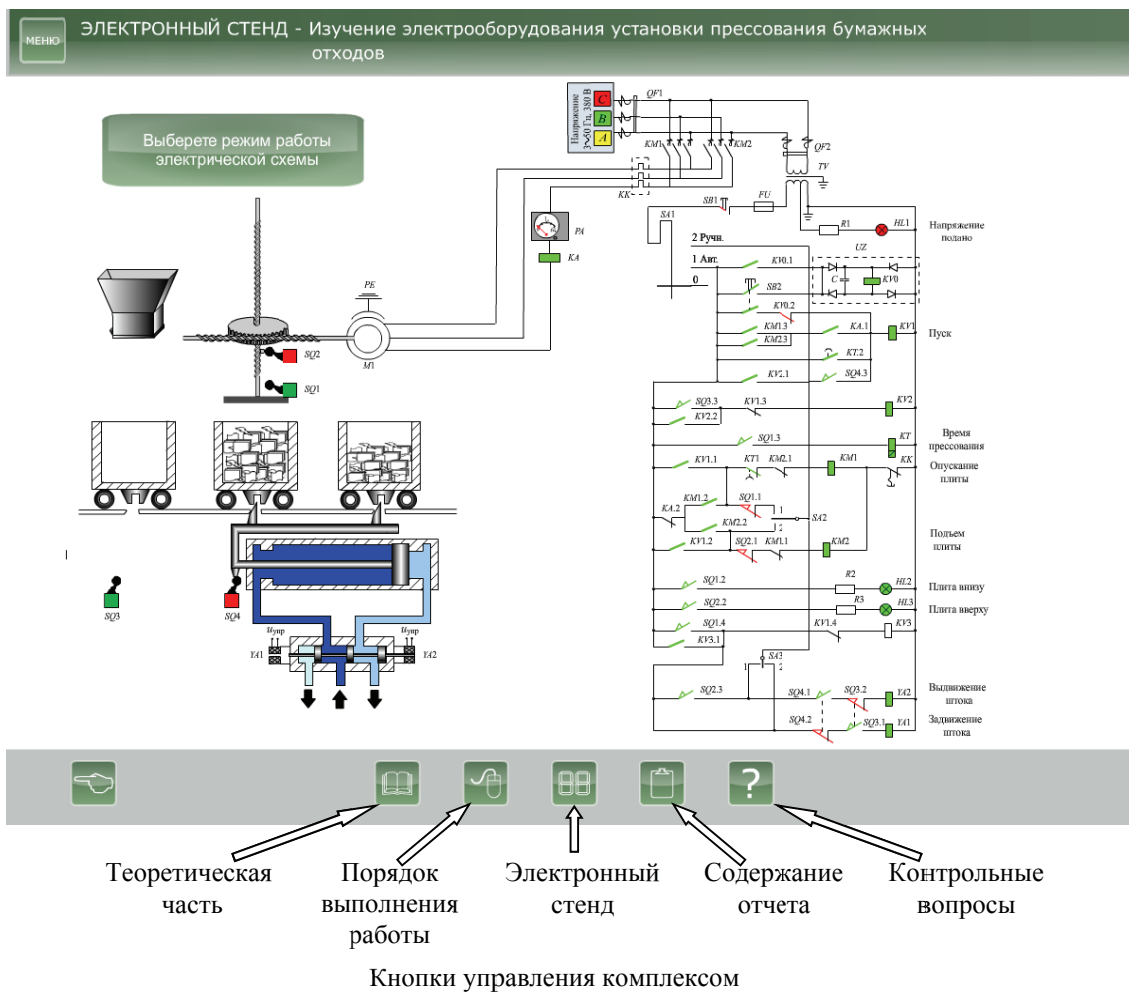 МЕНЮ
ЭЛЕКТРОННЫЙ СТЕНД - Изучение электрооборудования установки прессования бумажных
отходов
Выберете режим работы
электрической схемы
Напряжение
3~50 Гц, 380 В
C
B
A
QF1
KM1
KM2
QF2
TV
KK
SB1
FU
SA1
R1
HL1
Напряжение
подано
PA
KA
2 Ручн.
1 Авт.
0
UZ
KV0.1
C
KV0
SB2
KV0.2
KM1.3
KA.1
KV1
Пуск
KM2.3
KT.2
KV2.1
SQ4.3
PE
M1
SQ2
SQ1
SQ3.3
KV1.3
KV2
KV2.2
SQ1.3
KT
Время
прессования
KV1.1
KT1
KM2.1
KM1
KK
Опускание
плиты
KM1.2
SQ1.1
KA.2
1
SA2
KM2.2
2
KV1.2
SQ2.1
KM1.1
KM2
Подъем
плиты
SQ3
SQ4
SQ1.2
R2
HL2
Плита внизу
SQ2.2
R3
HL3
Плита вверху
SQ1.4
KV1.4
KV3
KV3.1
uупр
uупр
YA1
YA2
SA3
1
2
SQ2.3
SQ4.1
SQ3.2
YA2
Выдвижение
штока
SQ4.2
SQ3.1
YA1
Задвижение
штока
?
Теоретическая
часть
Порядок
выполнения
работы
Электронный
стенд
Содержание
отчета
Контрольные
вопросы
Кнопки управления комплексом